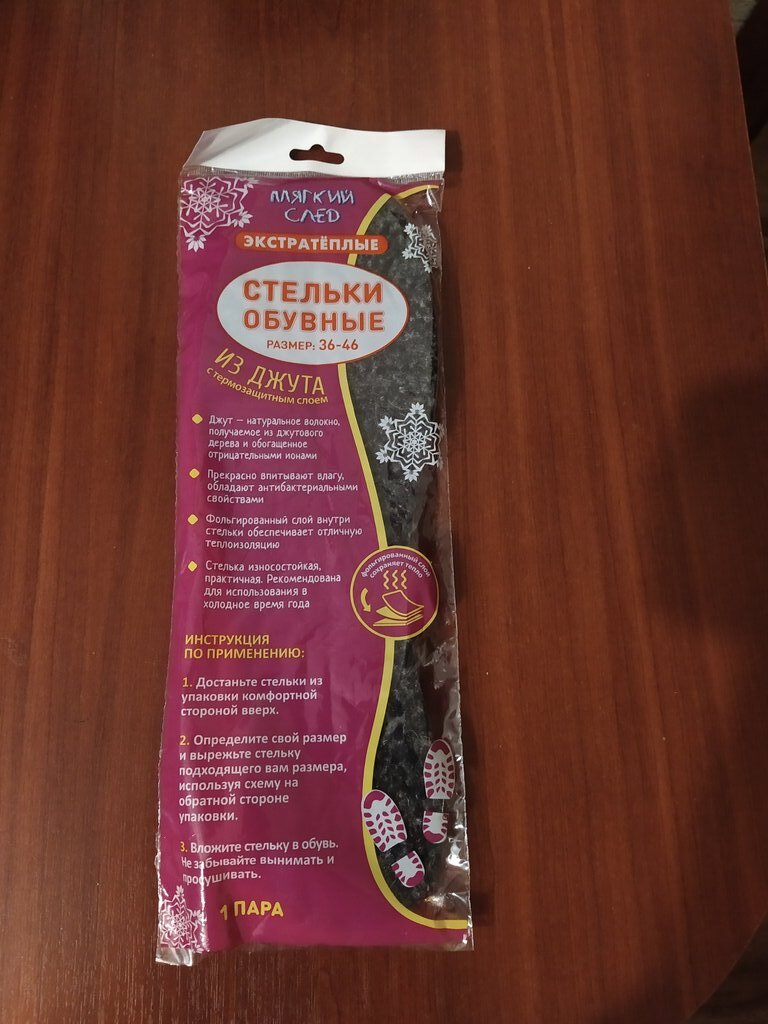 МЯГКИЙ
СЛЕД
ЭКСТРАТЁПЛЫЕ
СТЕЛЬКИ
ОБУВНЫЕ
РАЗМЕР: 36-46
ИЗ ДЖУТА
с термозащитным слоем
Джут — натуральное волокно,
получаемое из джутового
дерева и обогащенное
отрицательными ионами
Прекрасно впитывают влагу,
обладают антибактериальными
свойствами
Фольгированный слой внутри
стельки обеспечивает отличную
теплоизоляцию
Стелька износостойкая,
практичная. Рекомендована
для использования в
холодное время года
фольгированный слой
сохраняет тепло
ИНСТРУКЦИЯ
ПО ПРИМЕНЕНИЮ:
1. Достаньте стельки из
упаковки комфортной
стороной вверх.
2. Определите свой размер
и вырежьте стельку
подходящего вам размера,
используя схему на
обратной стороне
упаковки.
3. Вложите стельку в обувь.
Не забывайте вынимать и
просушивать.
1 ПАРА